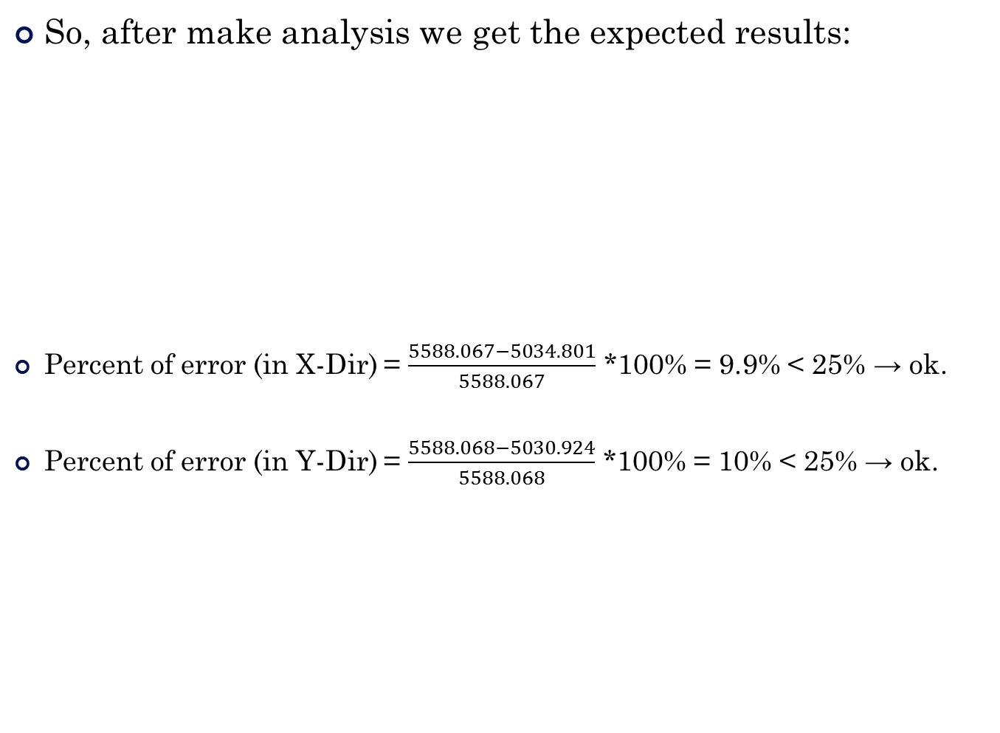 So, after make analysis we get the expected results:
Percent of error (in X-Dir) = \frac{5588.067−5034.801}{5588.067} *100% = 9.9% < 25% → ok.
Percent of error (in Y-Dir) = \frac{5588.068−5030.924}{5588.068} *100% = 10% < 25% → ok.